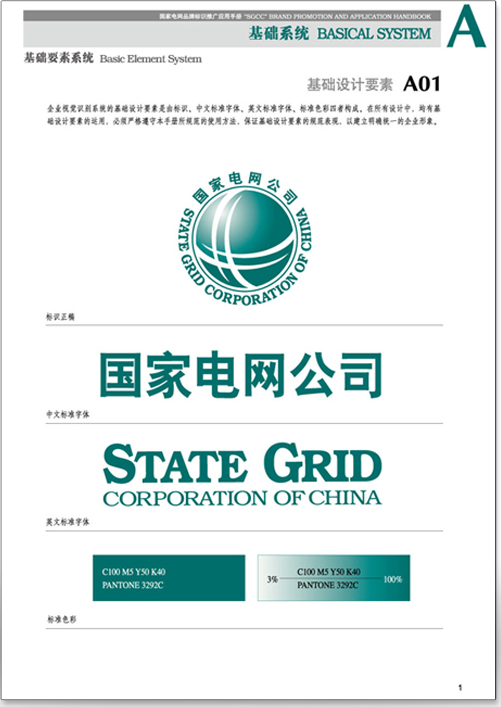 国家电网品牌标识推广应用手册 "SGCC" BRAND PROMOTION AND APPLICATION HANDBOOK
基础系统 BASICAL SYSTEM
A
基础要素系统 Basic Element System
基础设计要素 A01
企业视觉识别系统的基础设计要素是由标识、中文标准字体、英文标准字体、标准色彩四者构成。在所有设计中，均有基
础设计要素的运用，必须严格遵守本手册所规范的使用方法，保证基础设计要素的规范表现，以建立明确统一的企业形象。
国家电网公司
STATE GRID CORPORATION OF CHINA
标识正稿
国家电网公司
中文标准字体
STATE GRID
CORPORATION OF CHINA
英文标准字体
C100 M5 Y50 K40
PANTONE 3292C
3% C100 M5 Y50 K40 100%
PANTONE 3292C
标准色彩
1